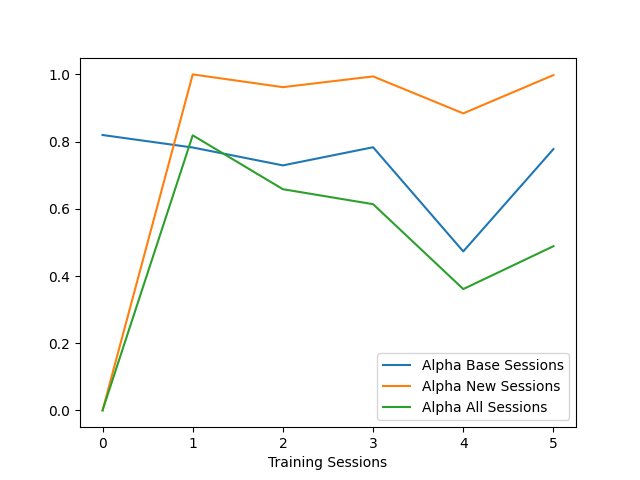 1.0
0.8
0.6
0.4
0.2
0.0
Alpha Base Sessions
Alpha New Sessions
Alpha All Sessions
0 1 2 3 4 5
Training Sessions